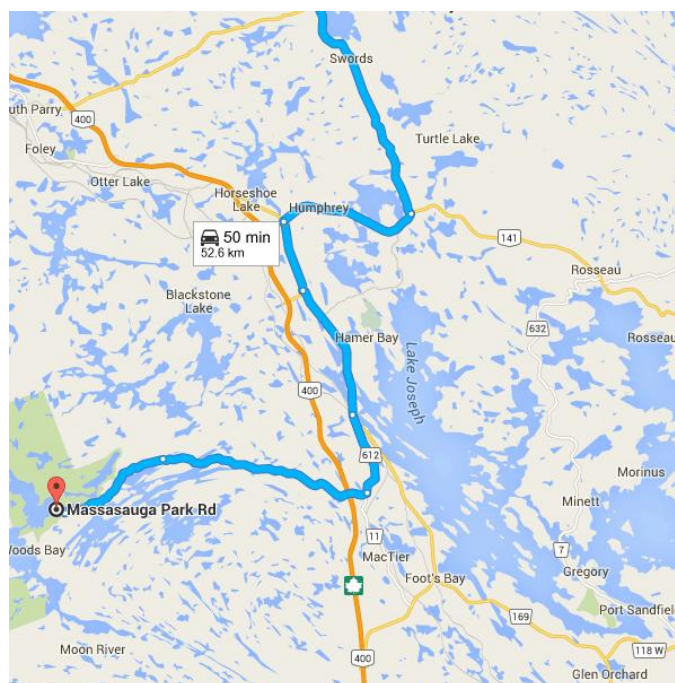 Swords
400
uth Parry
Turtle Lake
Foley
Otter Lake
Horseshoe
Lake
Humphrey
50 min
52.6 km
141
Rosseau
Blackstone
Lake
632
Hamer Bay
Rosseau
Lake Joseph
400
612
Morinus
Massasauga Park Rd
Minett
Woods Bay
11
MacTier
7
Foot's Bay
Gregory
Port Sandfiel
169
Moon River
400
118 W
Glen Orchard